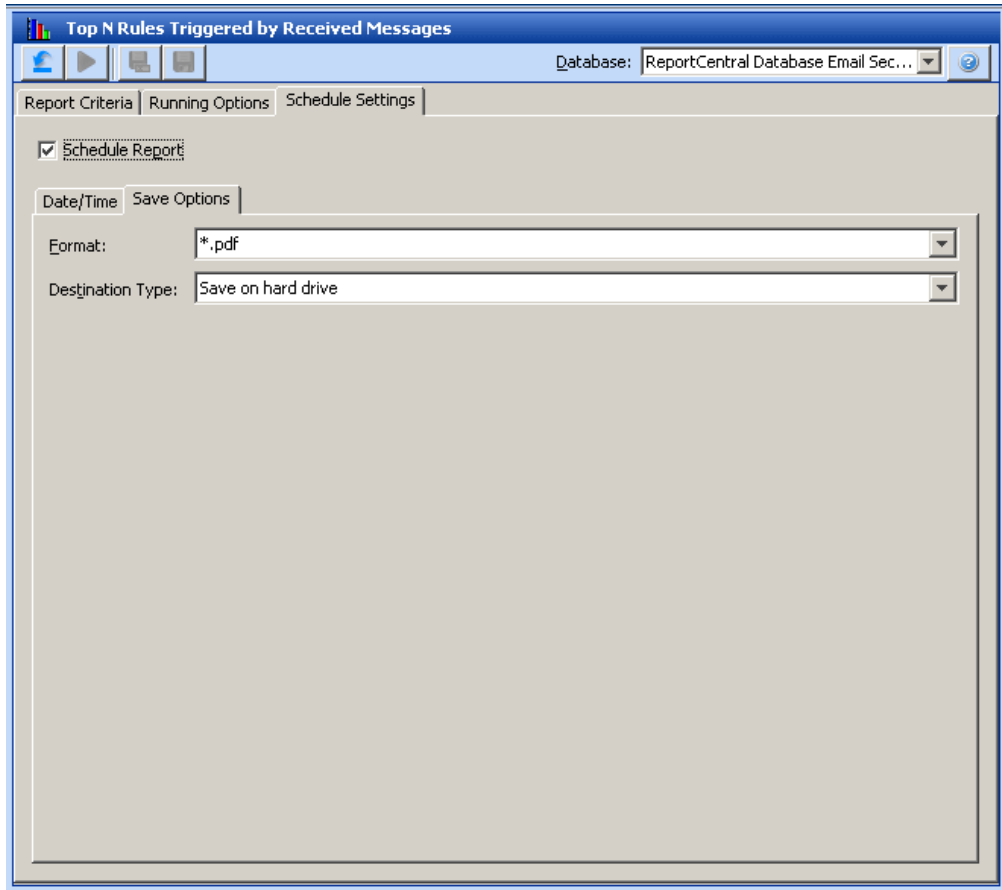 Top N Rules Triggered by Received Messages
Database: ReportCentral Database Email Sec...
Report Criteria Running Options Schedule Settings
Schedule Report
Date/Time Save Options
Format: *.pdf
Destination Type: Save on hard drive